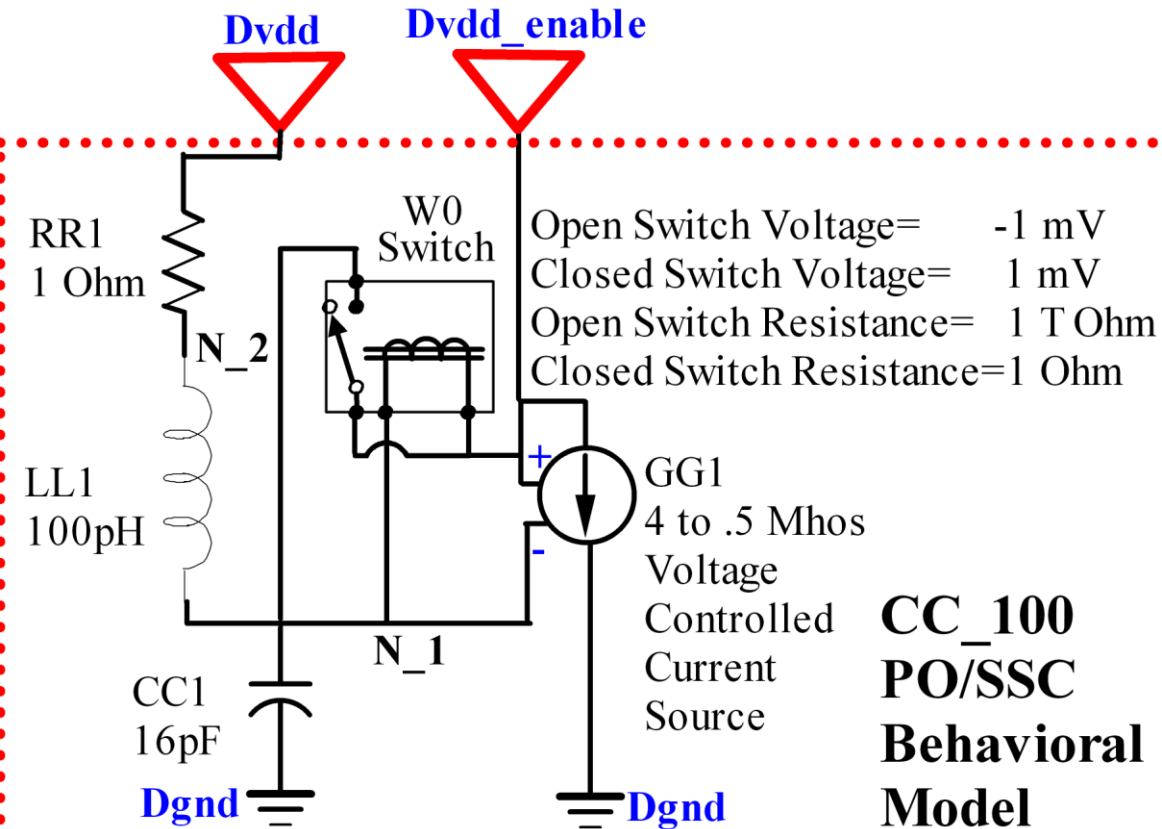 Dvdd
Dvdd_enable
RR1
1 Ohm
W0
Switch
Open Switch Voltage= -1 mV
Closed Switch Voltage= 1 mV
Open Switch Resistance= 1 T Ohm
Closed Switch Resistance=1 Ohm
N_2
LL1
100pH
+
-
GG1
4 to .5 Mhos
Voltage
Controlled
Current
Source
N_1
CC1
16pF
Dgnd
Dgnd
CC_100
PO/SSC
Behavioral
Model